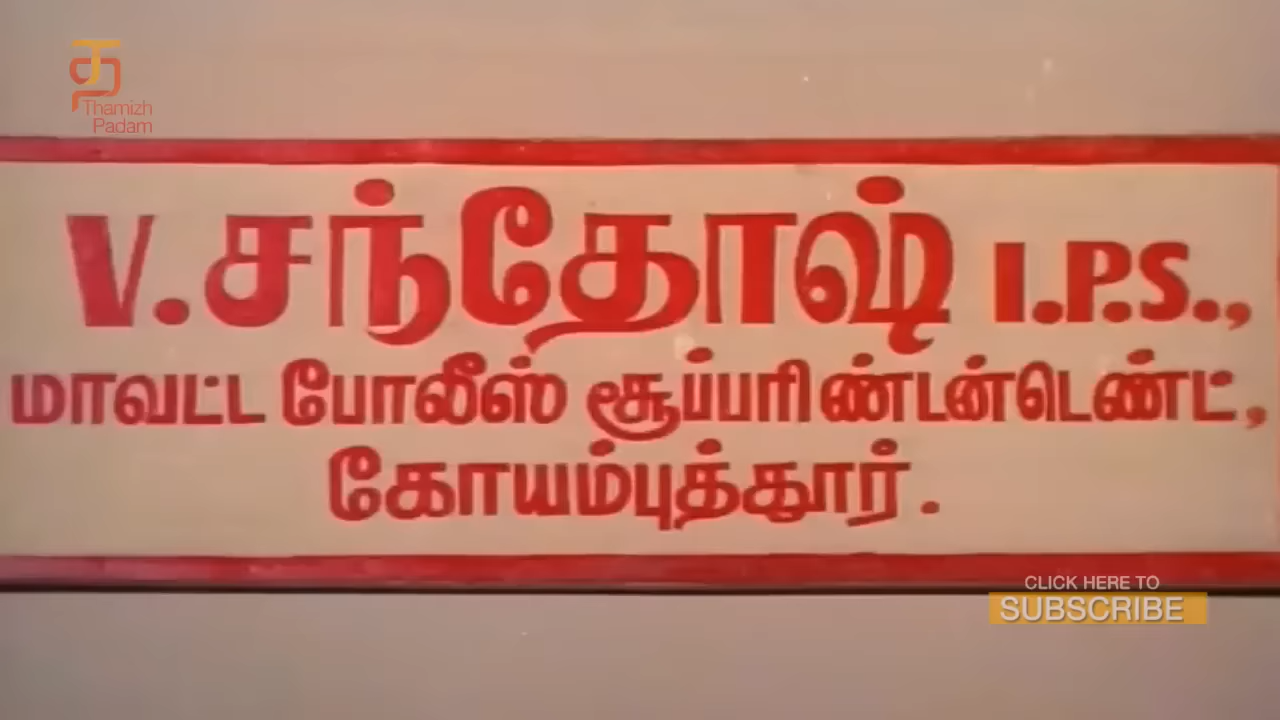 த
Thamizh
Padam
V.சந்தோஷ் I.P.S.,
மாவட்ட போலீஸ் சூப்பரிண்டன்டெண்ட்,
கோயம்புத்தூர்.
CLICK HERE TO
SUBSCRIBE